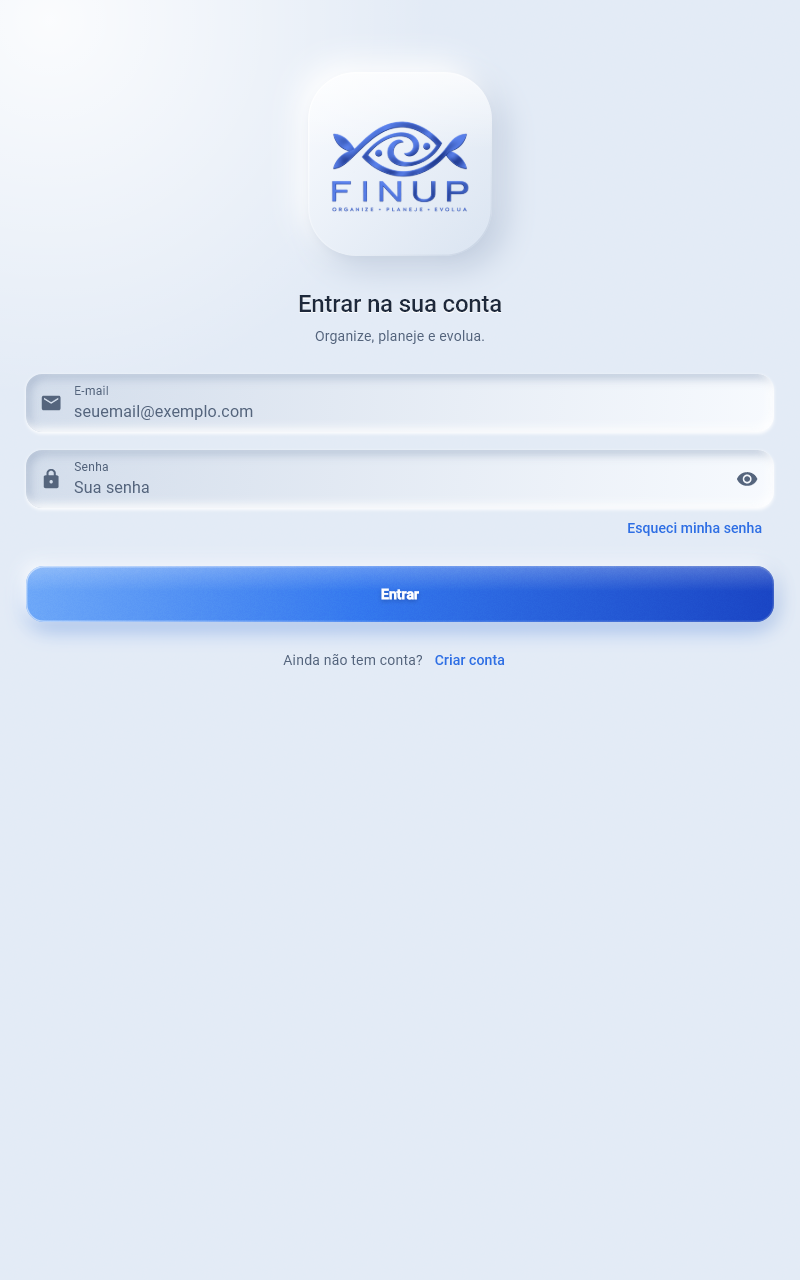 FINUP
ORGANIZE • PLANEJE • EVOLUA
Entrar na sua conta
Organize, planeje e evolua.
E-mail
seuemail@exemplo.com
Senha
Sua senha
Esqueci minha senha
Entrar
Ainda não tem conta? Criar conta